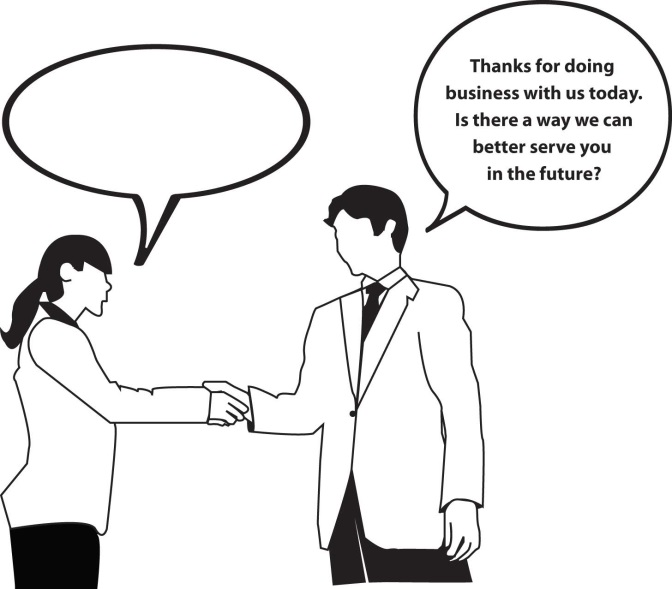 Thanks for doing
business with us today.
Is there a way we can
better serve you
in the future?